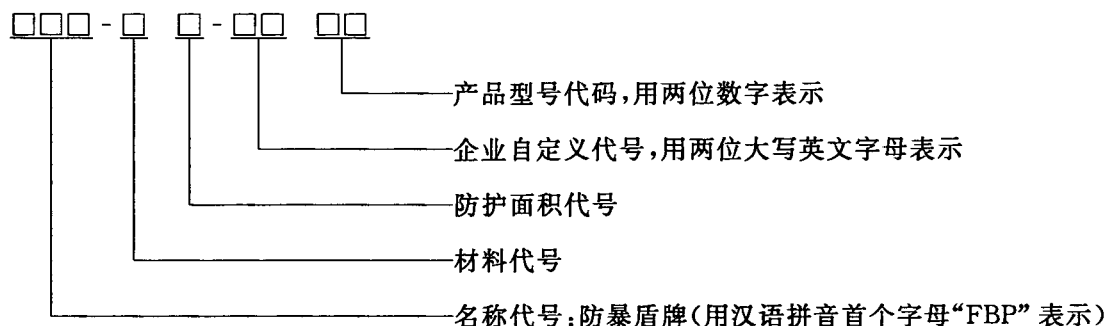 □□□-□ □-□□ □□
产品型号代码,用两位数字表示
企业自定义代号,用两位大写英文字母表示
防护面积代号
材料代号
名称代号:防暴盾牌(用汉语拼音首个字母“FBP”表示)